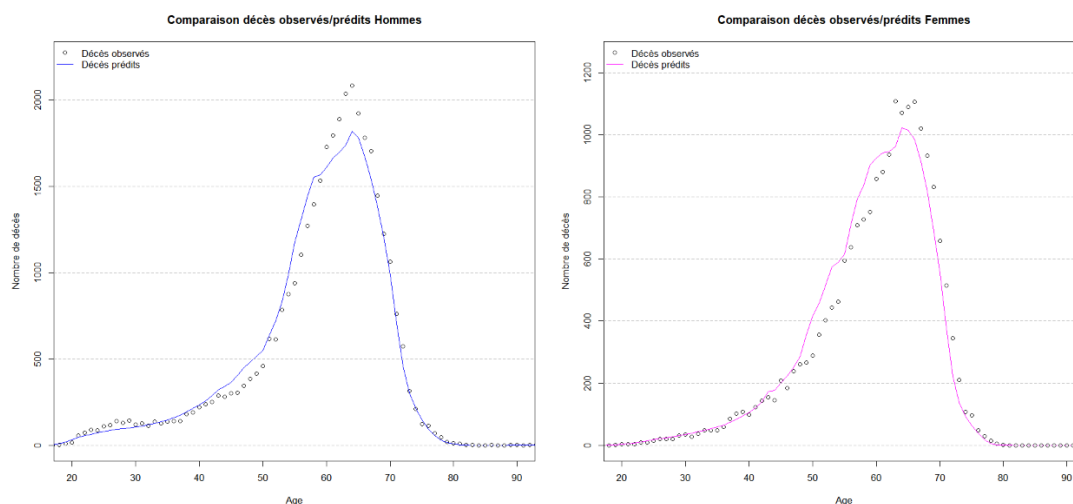 Comparaison décès observés/prédits Hommes
Décès observés
Décès prédits
Nombre de décès
2000
1500
1000
500
0
20 30 40 50 60 70 80 90
Age
Comparaison décès observés/prédits Femmes
Décès observés
Décès prédits
Nombre de décès
1200
1000
800
600
400
200
0
20 30 40 50 60 70 80 90
Age